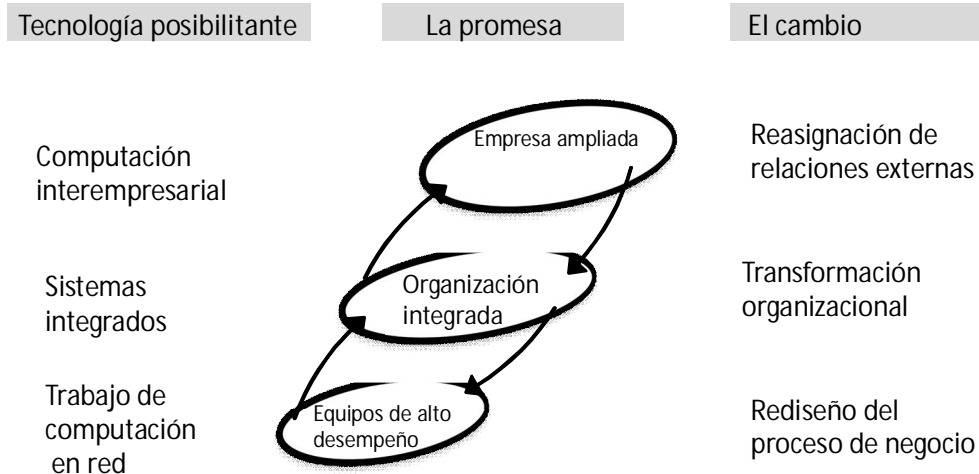 Tecnología posibilitante
La promesa
El cambio
Computación
interempresarial
Empresa ampliada
Reasignación de
relaciones externas
Sistemas
integrados
Organización
integrada
Transformación
organizacional
Trabajo de
computación
en red
Equipos de alto
desempeño
Rediseño del
proceso de negocio